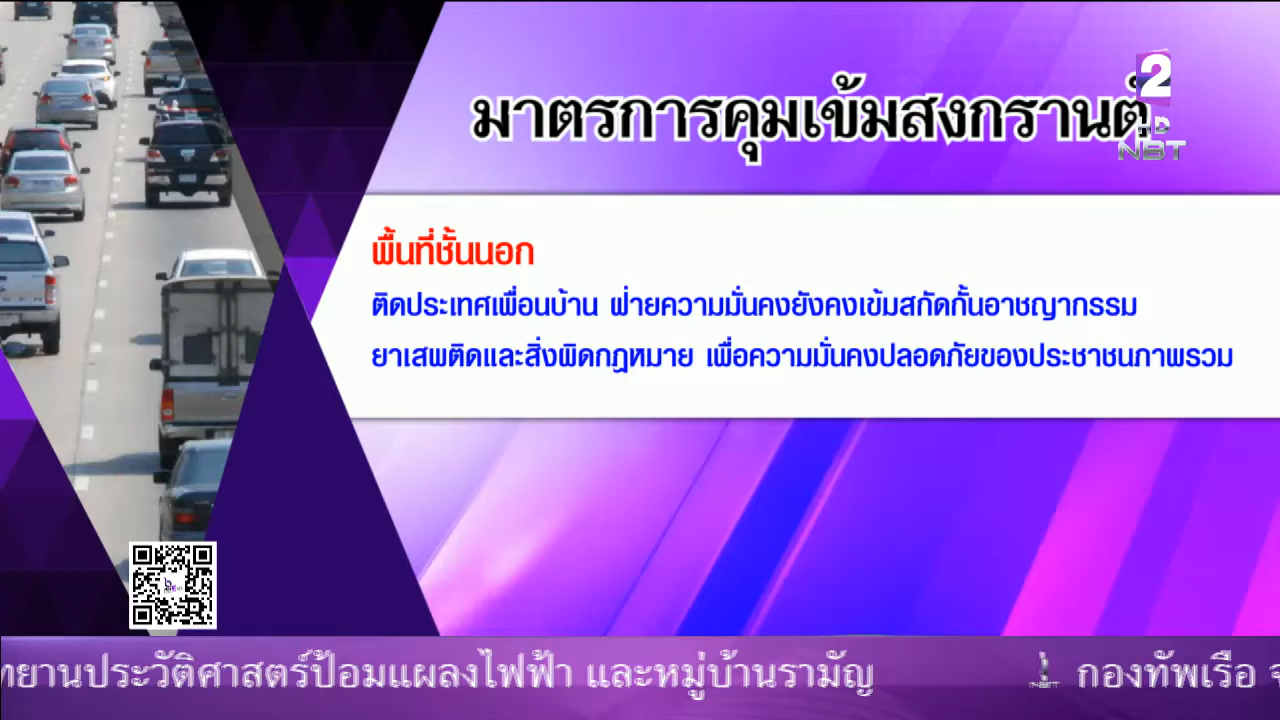 มาตรการคุมเข้มสงกรานต์
2
HD
NBT
พื้นที่ชั้นนอก
ติดประเทศเพื่อนบ้าน ฝ่ายความมั่นคงยังคงเข้มสกัดกั้นอาชญากรรม
ยาเสพติดและสิ่งผิดกฎหมาย เพื่อความมั่นคงปลอดภัยของประชาชนภาพรวม
ทยานประวัติศาสตร์ป้อมแผลงไฟฟ้า และหมู่บ้านรามัญ กองทัพเรือ จ